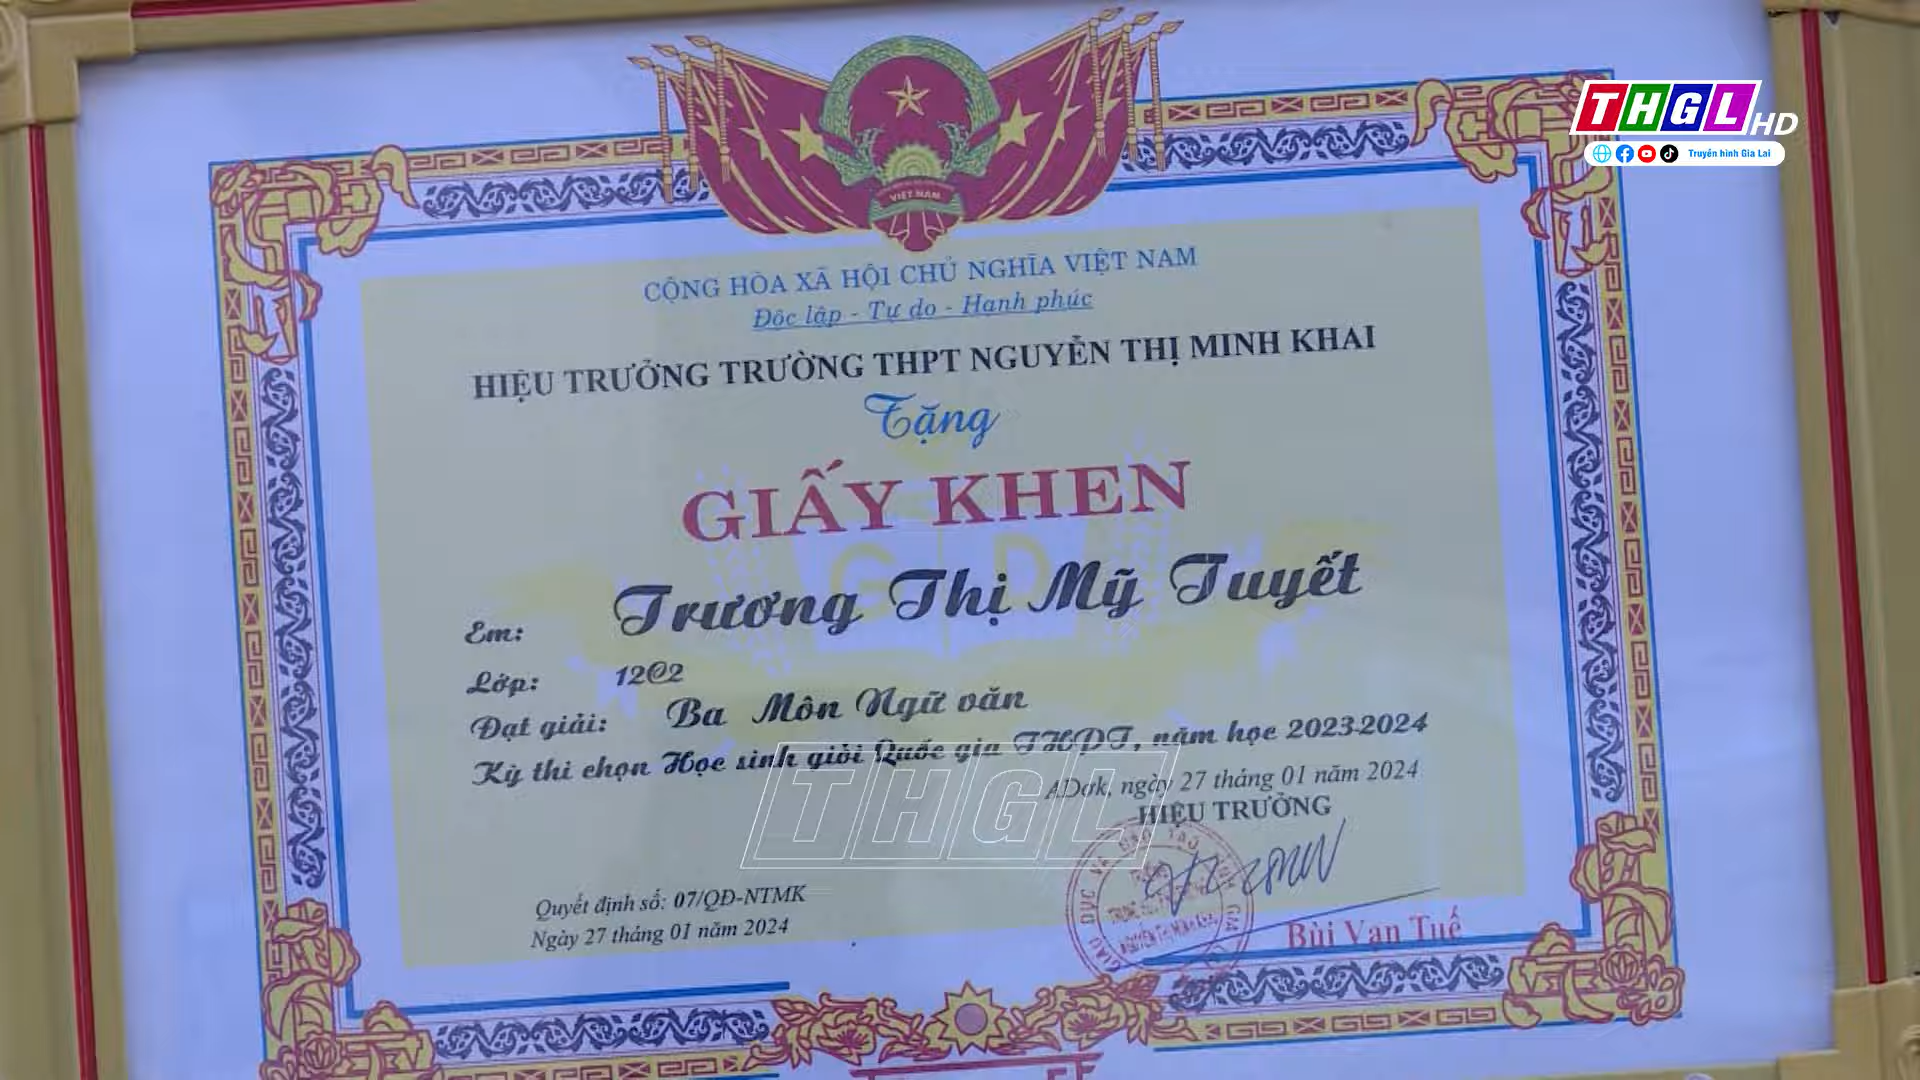 THGL HD
Truyền hình Gia Lai
VIỆT NAM
CỘNG HÒA XÃ HỘI CHỦ NGHĨA VIỆT NAM
Độc lập - Tự do - Hạnh phúc
HIỆU TRƯỞNG TRƯỜNG THPT NGUYỄN THỊ MINH KHAI
Tặng
GIẤY KHEN
Em: Trương Thị Mỹ Tuyết
Lớp: 12C2
Đạt giải: Ba Môn Ngữ văn
Kỳ thi chọn Học sinh giỏi Quốc gia THPT, năm học 2023-2024
ADơk, ngày 27 tháng 01 năm 2024
HIỆU TRƯỞNG
THGL
Quyết định số: 07/QĐ-NTMK
Ngày 27 tháng 01 năm 2024
Bùi Vạn Tuế